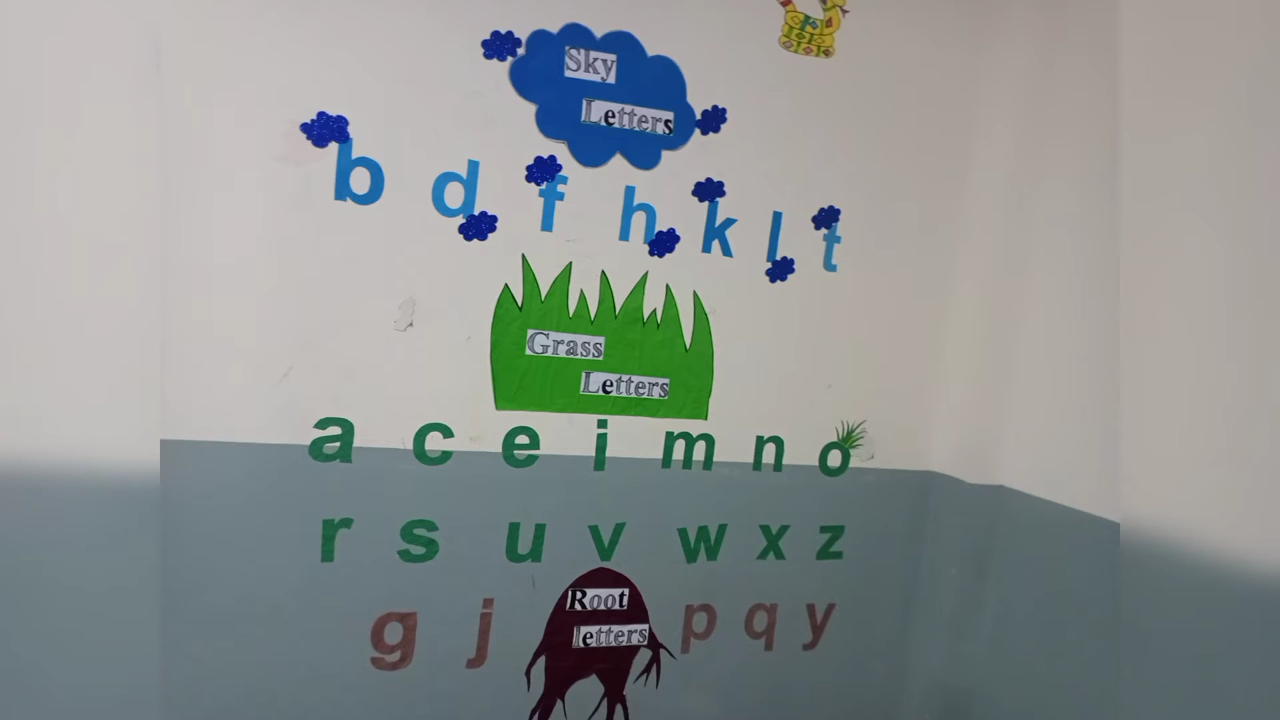 Sky
Letters
b d f h k l t
Grass
Letters
a c e i m n o
r s u v w x z
Root
letters
g j p q y